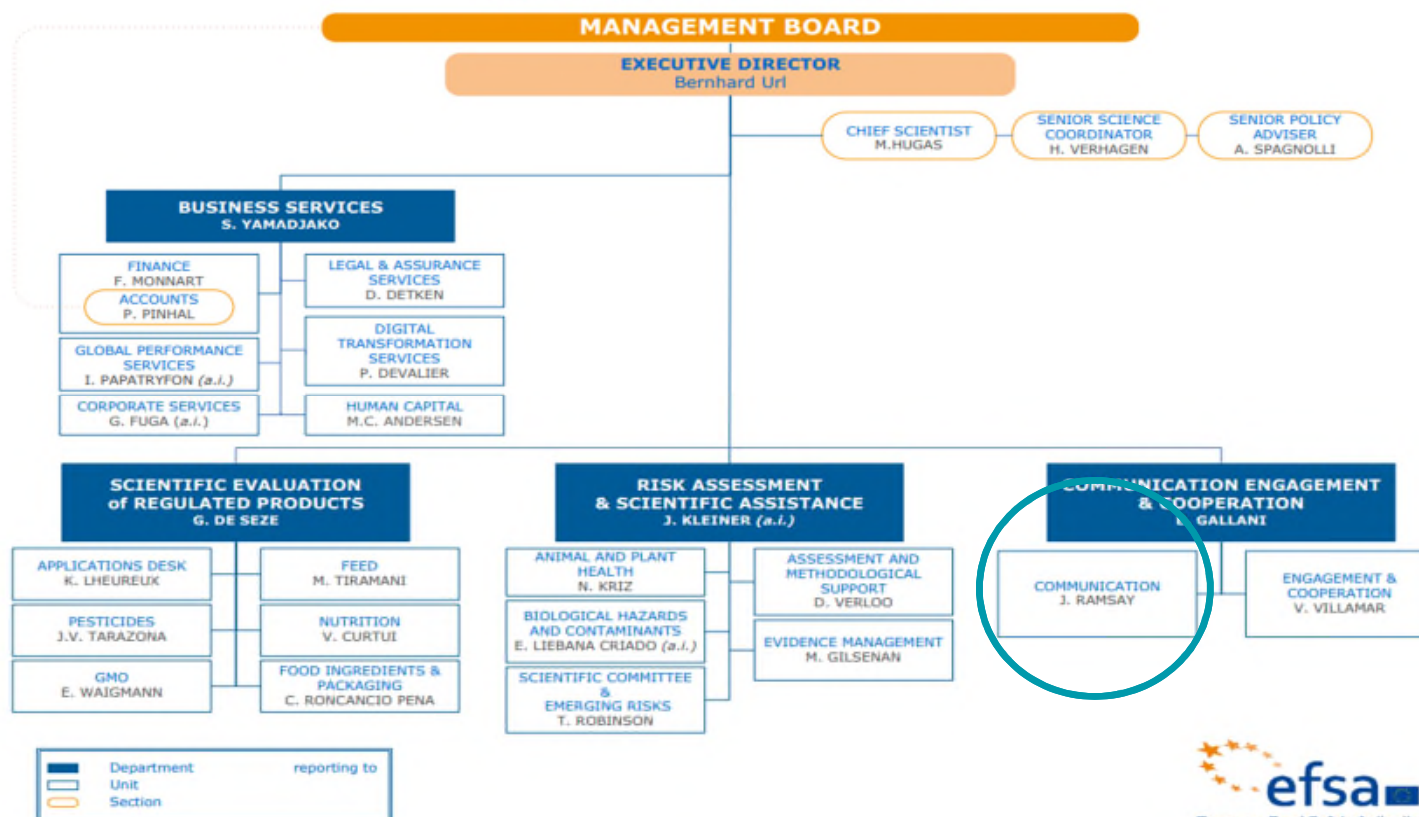 MANAGEMENT BOARD
EXECUTIVE DIRECTOR
Bernhard Url
CHIEF SCIENTIST
M.HUGAS
SENIOR SCIENCE
COORDINATOR
H. VERHAGEN
SENIOR POLICY
ADVISER
A. SPAGNOLLI
BUSINESS SERVICES
S. YAMADJAKO
FINANCE
F. MONNART
ACCOUNTS
P. PINHAL
LEGAL & ASSURANCE
SERVICES
D. DETKEN
GLOBAL PERFORMANCE
SERVICES
I. PAPATRYFON (a.i.)
DIGITAL
TRANSFORMATION
SERVICES
P. DEVALIER
CORPORATE SERVICES
G. FUGA (a.i.)
HUMAN CAPITAL
M.C. ANDERSEN
SCIENTIFIC EVALUATION
of REGULATED PRODUCTS
G. DE SEZE
APPLICATIONS DESK
K. LHEUREUX
FEED
M. TIRAMANI
PESTICIDES
J.V. TARAZONA
NUTRITION
V. CURTUI
GMO
E. WAIGMANN
FOOD INGREDIENTS &
PACKAGING
C. RONCANCIO PENA
RISK ASSESSMENT
& SCIENTIFIC ASSISTANCE
J. KLEINER (a.i.)
ANIMAL AND PLANT
HEALTH
N. KRIZ
ASSESSMENT AND
METHODOLOGICAL
SUPPORT
D. VERLOO
BIOLOGICAL HAZARDS
AND CONTAMINANTS
E. LIEBANA CRIADO (a.i.)
EVIDENCE MANAGEMENT
M. GILSENAN
SCIENTIFIC COMMITTEE
&
EMERGING RISKS
T. ROBINSON
COMMUNICATION ENGAGEMENT
& COOPERATION
GALLANI
COMMUNICATION
J. RAMSAY
ENGAGEMENT &
COOPERATION
V. VILLAMAR
Department reporting to
Unit
Section
efsa